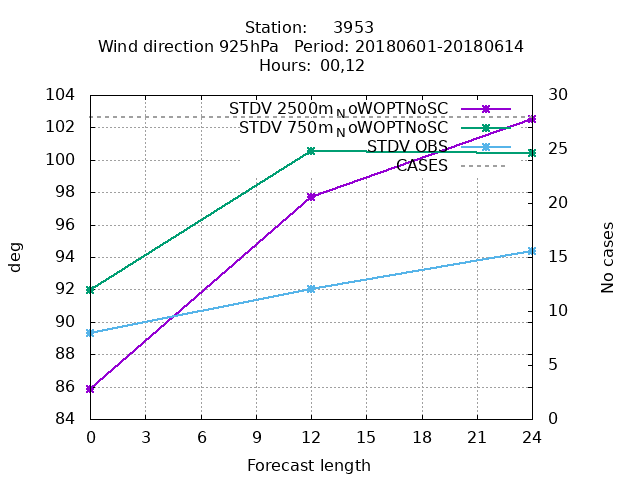 Station: 3953
Wind direction 925hPa Period: 20180601-20180614
Hours: 00,12
104
102
100
98
96
94
92
90
88
86
84
deg
30
25
20
15
10
5
0
No cases
STDV 2500mNoWOPTNoSC
STDV 750mNoWOPTNoSC
STDV OBS
CASES
0 3 6 9 12 15 18 21 24
Forecast length